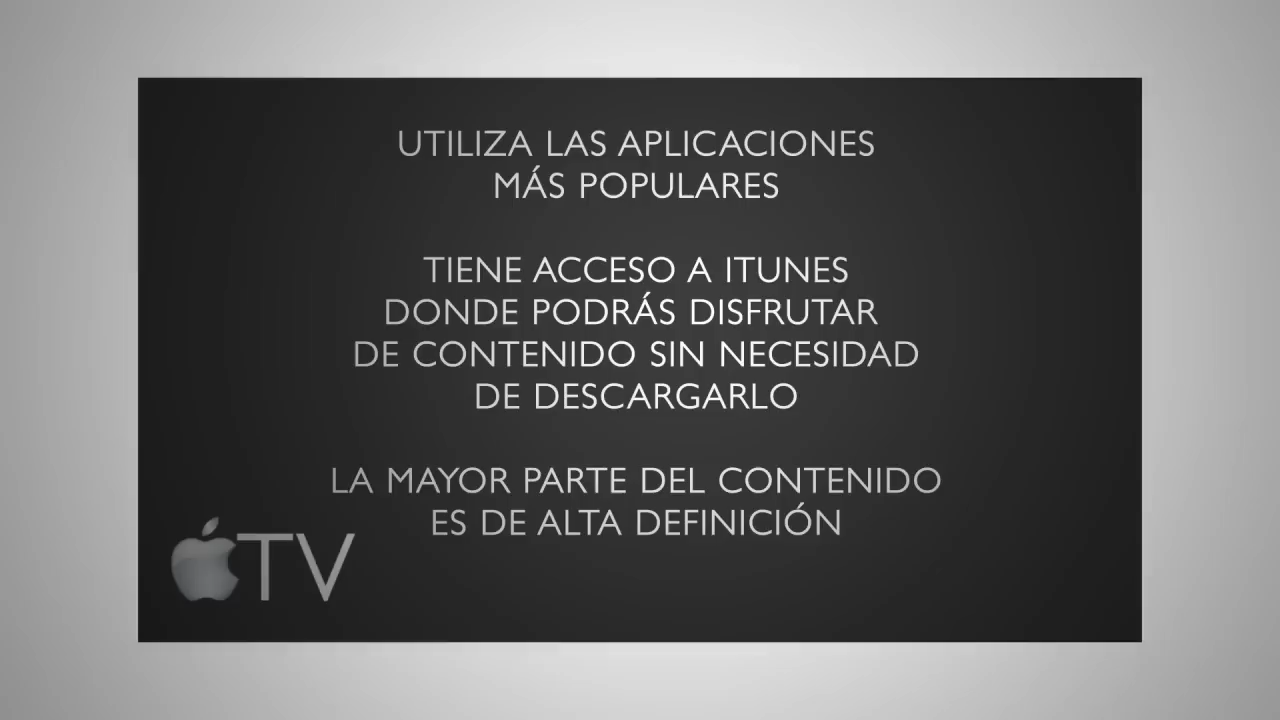 UTILIZA LAS APLICACIONES
MÁS POPULARES
TIENE ACCESO A ITUNES
DONDE PODRÁS DISFRUTAR
DE CONTENIDO SIN NECESIDAD
DE DESCARGARLO
LA MAYOR PARTE DEL CONTENIDO
ES DE ALTA DEFINICIÓN
TV